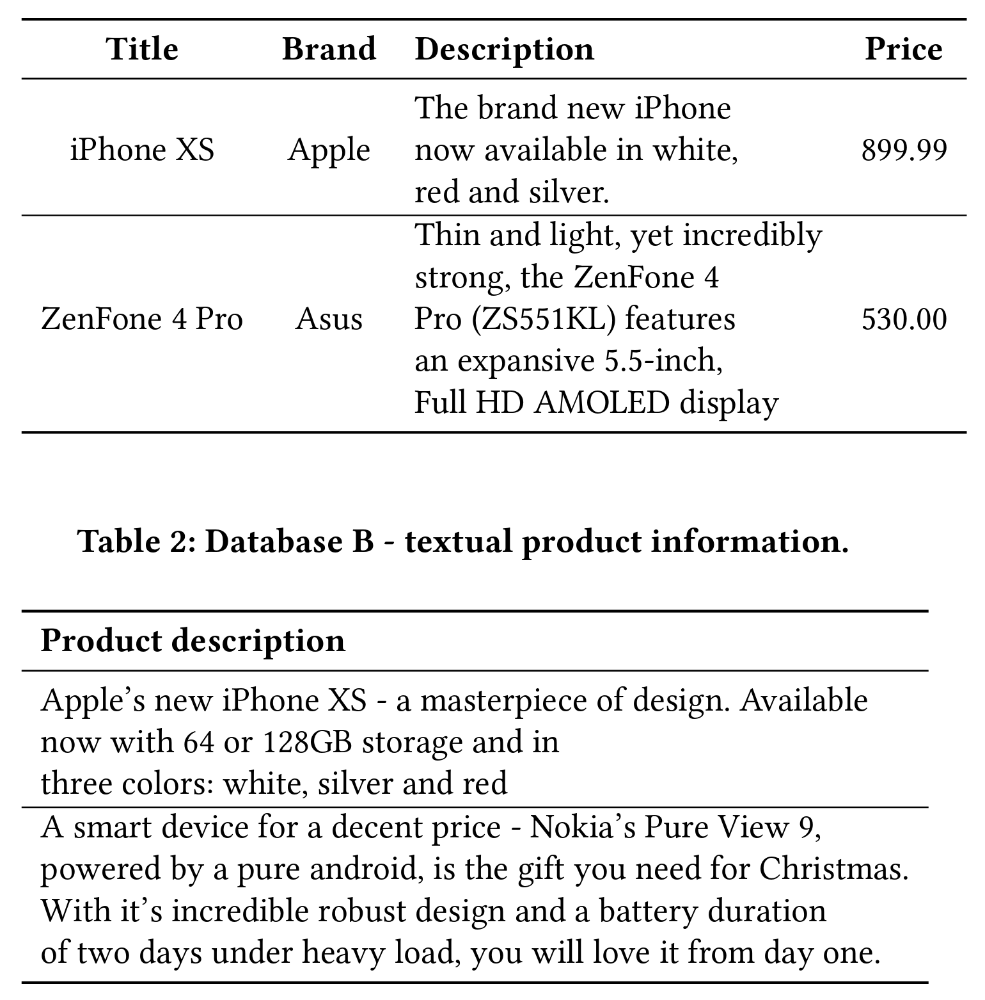 Title Brand Description Price
The brand new iPhone
iPhone XS Apple now available in white, 899.99
red and silver.
Thin and light, yet incredibly
strong, the ZenFone 4
ZenFone 4 Pro Asus Pro (ZS551KL) features 530.00
an expansive 5.5-inch,
Full HD AMOLED display
Table 2: Database B - textual product information.
Product description
Apple’s new iPhone XS - a masterpiece of design. Available
now with 64 or 128GB storage and in
three colors: white, silver and red
A smart device for a decent price - Nokia’s Pure View 9,
powered by a pure android, is the gift you need for Christmas.
With it’s incredible robust design and a battery duration
of two days under heavy load, you will love it from day one.